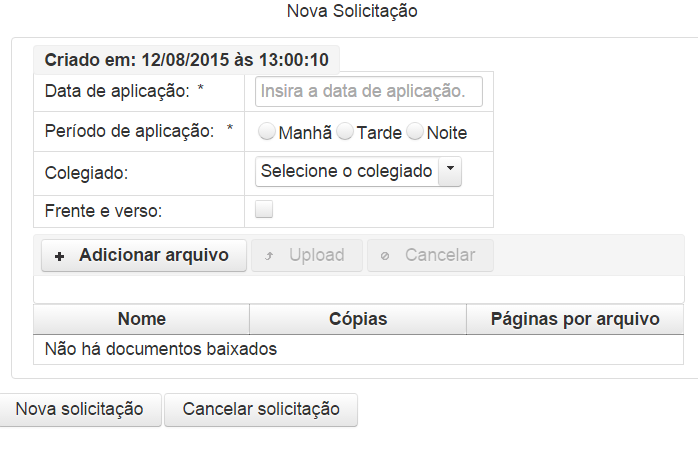 Nova Solicitação
Criado em: 12/08/2015 às 13:00:10
Data de aplicação: * Insira a data de aplicação.
Período de aplicação: * Manhã Tarde Noite
Colegiado: Selecione o colegiado
Frente e verso:
Adicionar arquivo Upload Cancelar
Nome Cópias Páginas por arquivo
Não há documentos baixados
Nova solicitação Cancelar solicitação